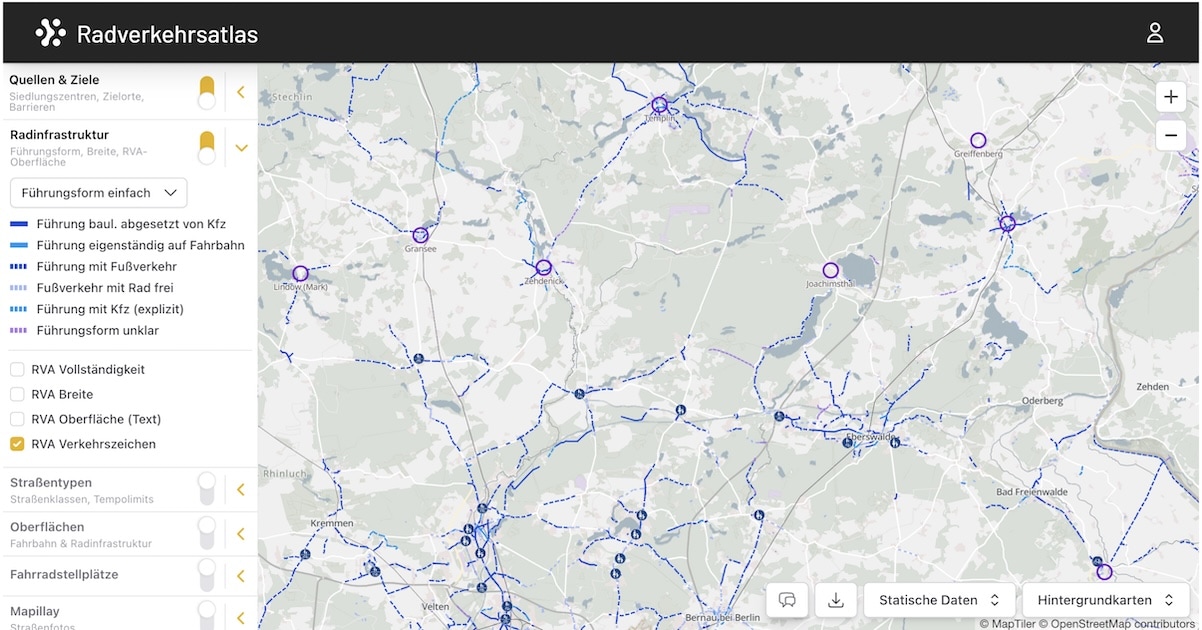 Radverkehrsatlas
Quellen & Ziele
Siedlungszentren, Zielorte,
Barrieren
Radinfrastruktur
Führungsform, Breite, RVA-
Oberfläche
Führungsform einfach
Führung baul. abgesetzt von Kfz
Führung eigenständig auf Fahrbahn
Führung mit Fußverkehr
Fußverkehr mit Rad frei
Führung mit Kfz (explizit)
Führungsform unklar
RVA Vollständigkeit
RVA Breite
RVA Oberfläche (Text)
RVA Verkehrszeichen
Straßentypen
Straßenklassen, Tempolimits
Oberflächen
Fahrbahn & Radinfrastruktur
Fahrradstellplätze
Mapillay
Straßenfotos
Stechlin
Templin
Greiffenberg
Gransee
Zehdenick
Lindow (Mark)
Joachimsthal
Zehden
Oderberg
Eberswalde
Rhinluch
Bad Freienwalde
Kremmen
Velten
Bernau bei Berlin
+
−
Statische Daten
Hintergrundkarten
© MapTiler © OpenStreetMap contributors